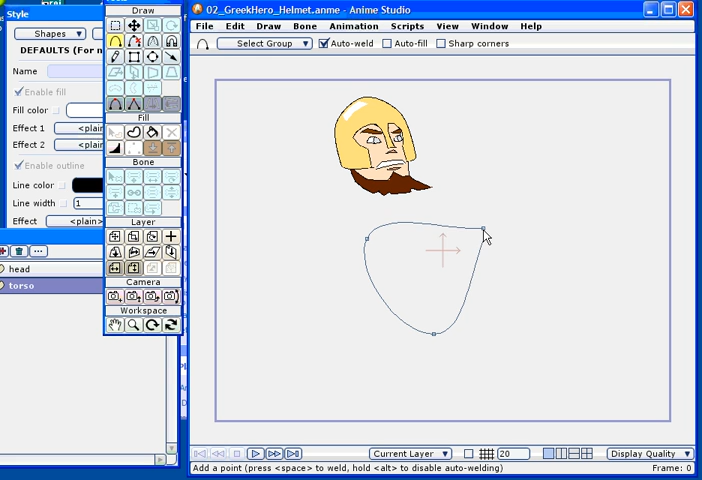 Style
Shapes
DEFAULTS (For n
Name
Enable fill
Fill color
Effect 1 <plain
Effect 2 <plain
Enable outline
Line color
Line width 1
Effect <plain>
head
torso
Draw
Fill
Bone
Layer
Camera
Workspace
02_GreekHero_Helmet.anme - Anime Studio
File Edit Draw Bone Animation Scripts View Window Help
Select Group Auto-weld Auto-fill Sharp corners
Current Layer 20 Display Quality
Add a point (press <space> to weld, hold <alt> to disable auto-welding) Frame: 0